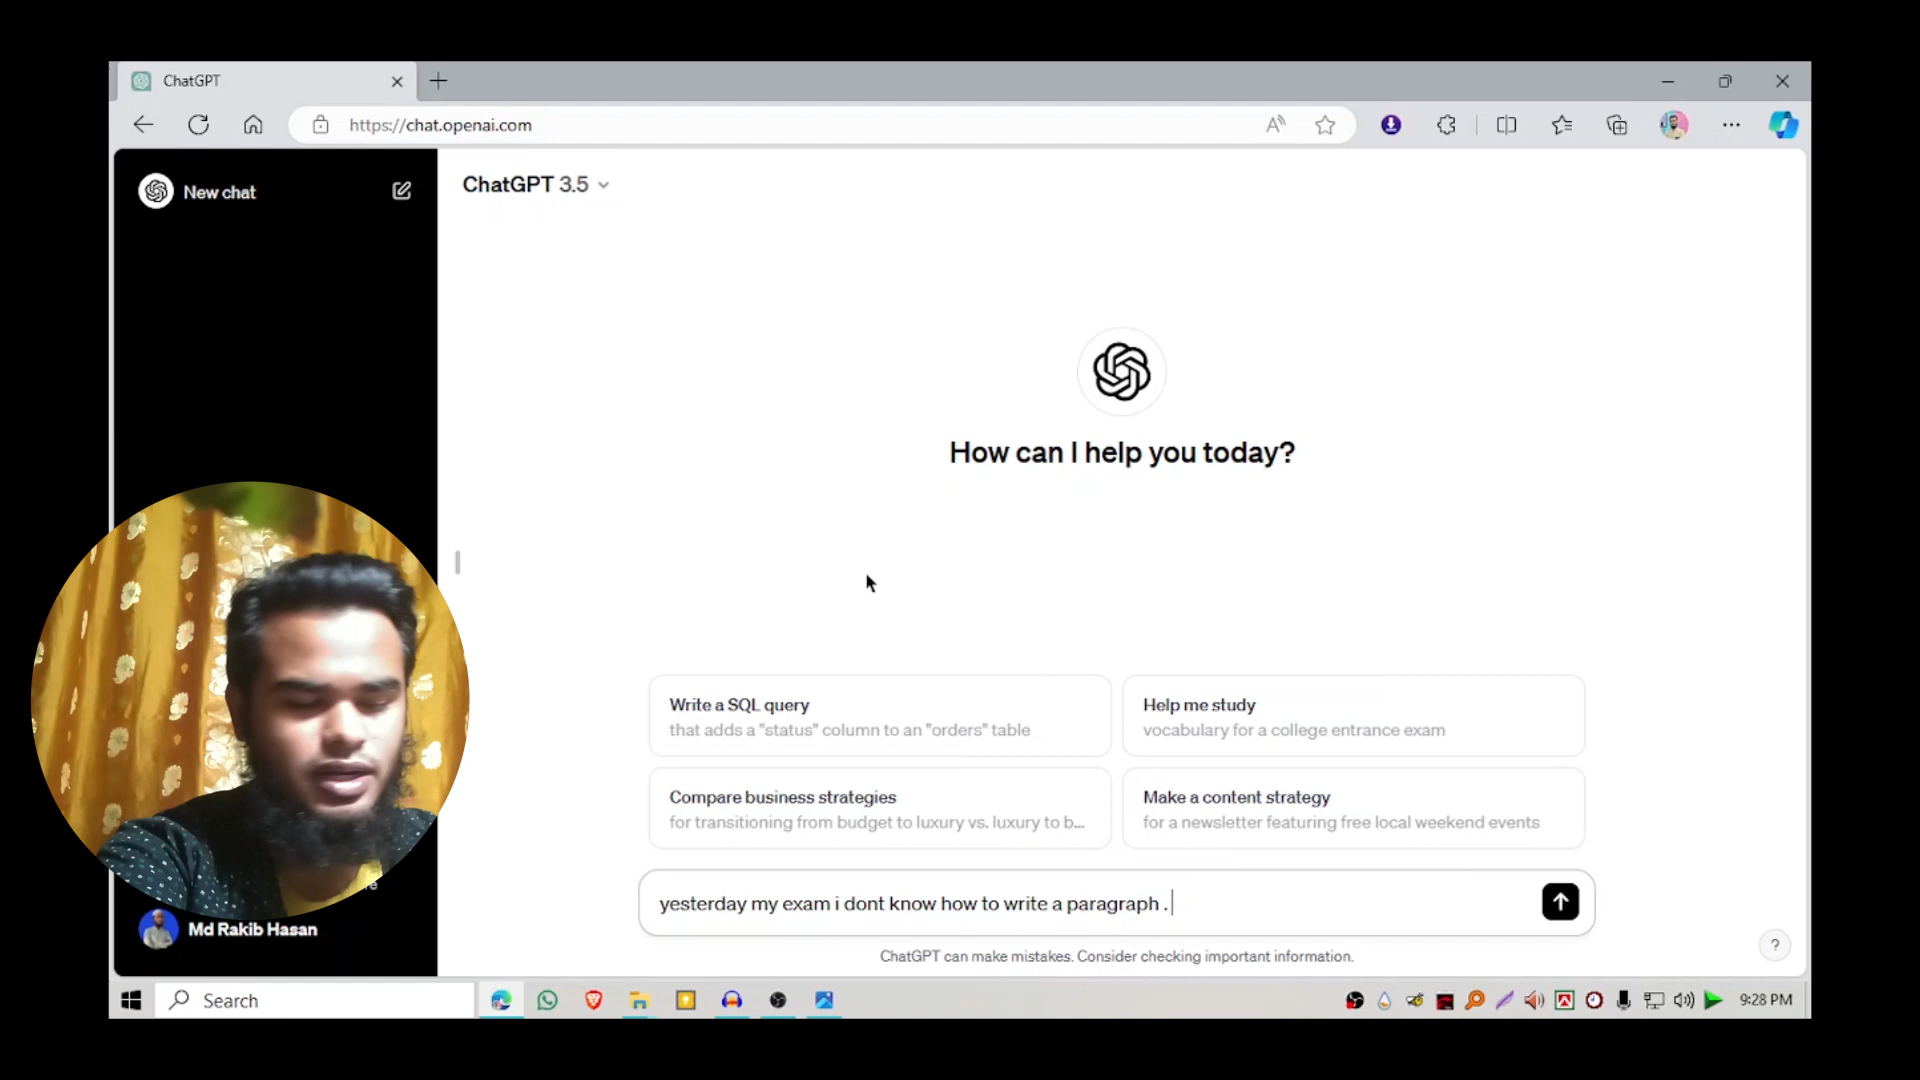 ChatGPT
https://chat.openai.com
New chat
ChatGPT 3.5
How can I help you today?
Write a SQL query
that adds a "status" column to an "orders" table
Help me study
vocabulary for a college entrance exam
Compare business strategies
for transitioning from budget to luxury vs. luxury to b...
Make a content strategy
for a newsletter featuring free local weekend events
yesterday my exam i dont know how to write a paragraph .
Md Rakib Hasan
ChatGPT can make mistakes. Consider checking important information.
?
Search
9:28 PM